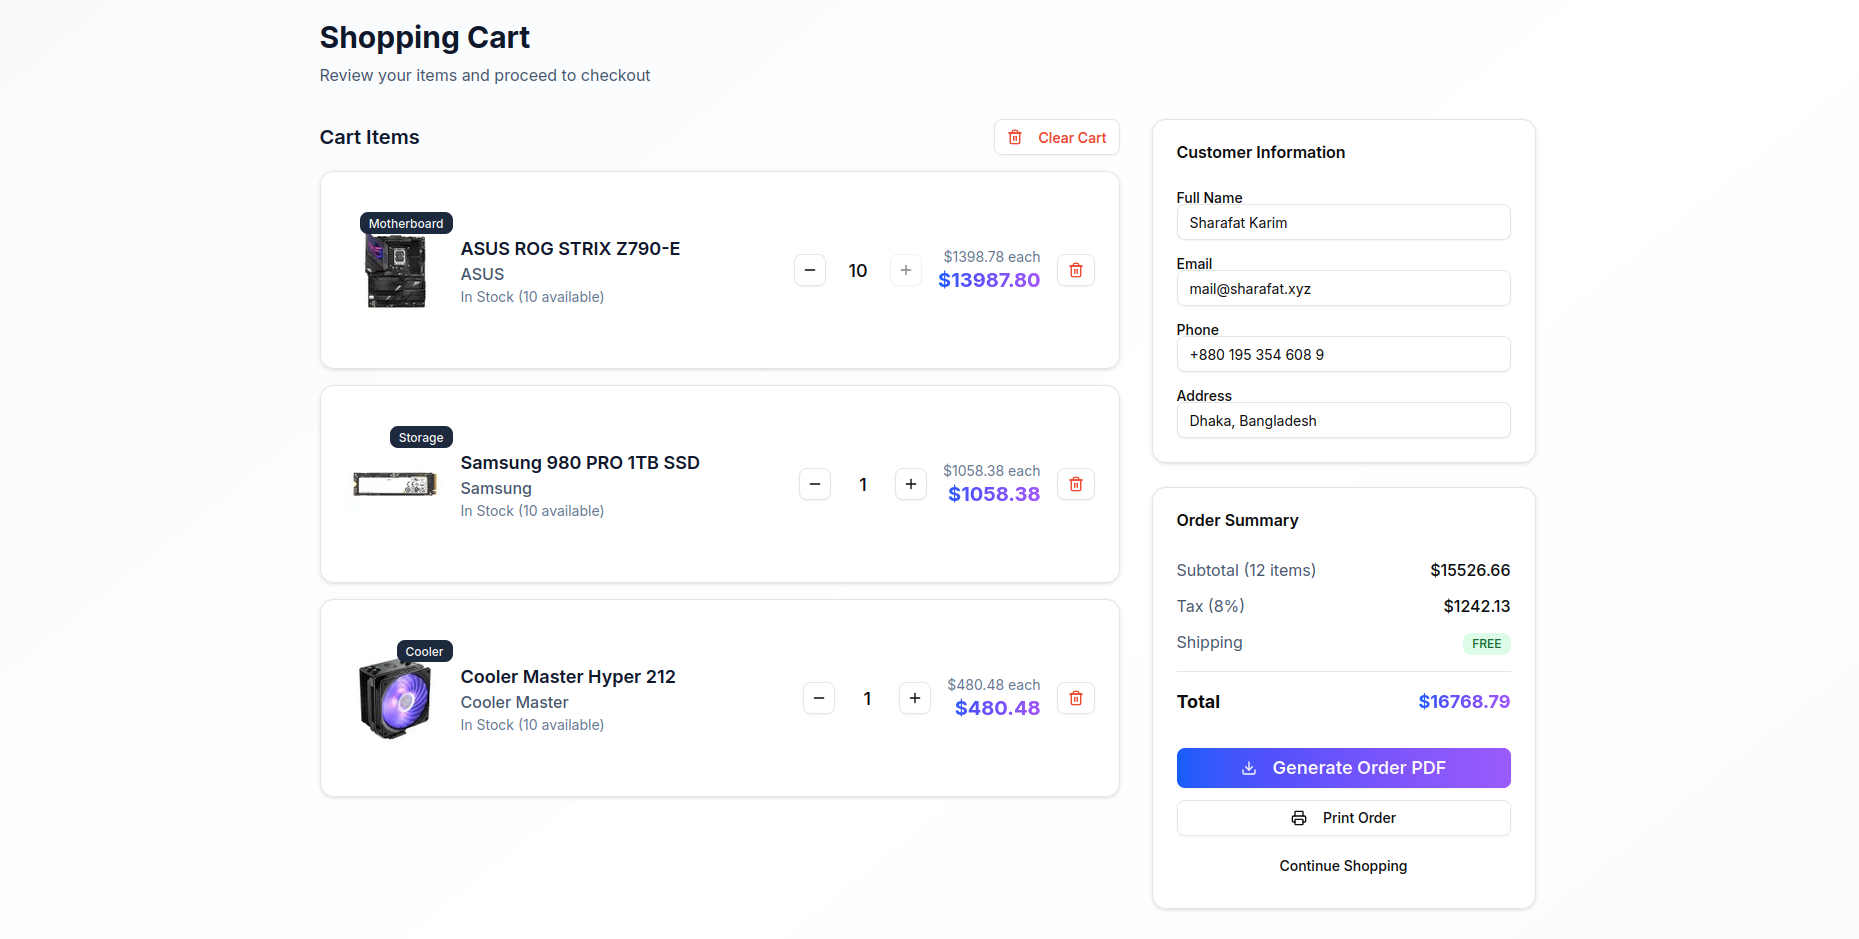 Shopping Cart
Review your items and proceed to checkout
Cart Items
Clear Cart
Motherboard
ASUS ROG STRIX Z790-E
ASUS
In Stock (10 available)
10
$1398.78 each
$13987.80
Storage
Samsung 980 PRO 1TB SSD
Samsung
In Stock (10 available)
1
$1058.38 each
$1058.38
Cooler
Cooler Master Hyper 212
Cooler Master
In Stock (10 available)
1
$480.48 each
$480.48
Customer Information
Full Name
Sharafat Karim
Email
mail@sharafat.xyz
Phone
+880 195 354 608 9
Address
Dhaka, Bangladesh
Order Summary
Subtotal (12 items) $15526.66
Tax (8%) $1242.13
Shipping FREE
Total $16768.79
Generate Order PDF
Print Order
Continue Shopping